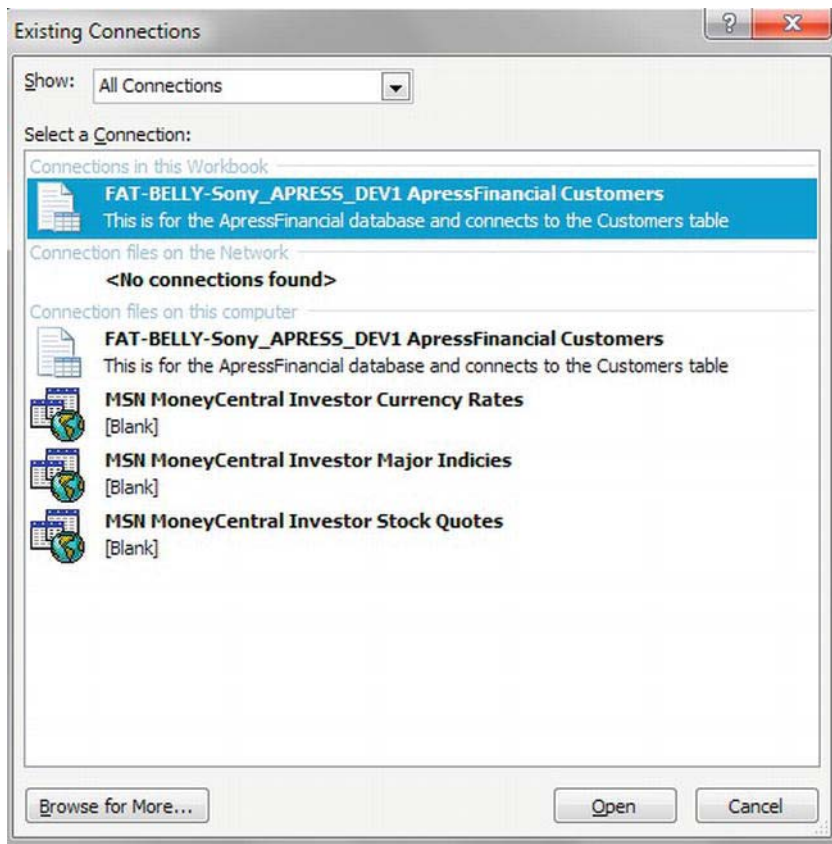 Existing Connections
Show: All Connections
Select a Connection:
Connections in this Workbook
FAT-BELLY-Sony_APRESS_DEV1 ApressFinancial Customers
This is for the ApressFinancial database and connects to the Customers table
Connection files on the Network
<No connections found>
Connection files on this computer
FAT-BELLY-Sony_APRESS_DEV1 ApressFinancial Customers
This is for the ApressFinancial database and connects to the Customers table
MSN MoneyCentral Investor Currency Rates
[Blank]
MSN MoneyCentral Investor Major Indicies
[Blank]
MSN MoneyCentral Investor Stock Quotes
[Blank]
Browse for More... Open Cancel